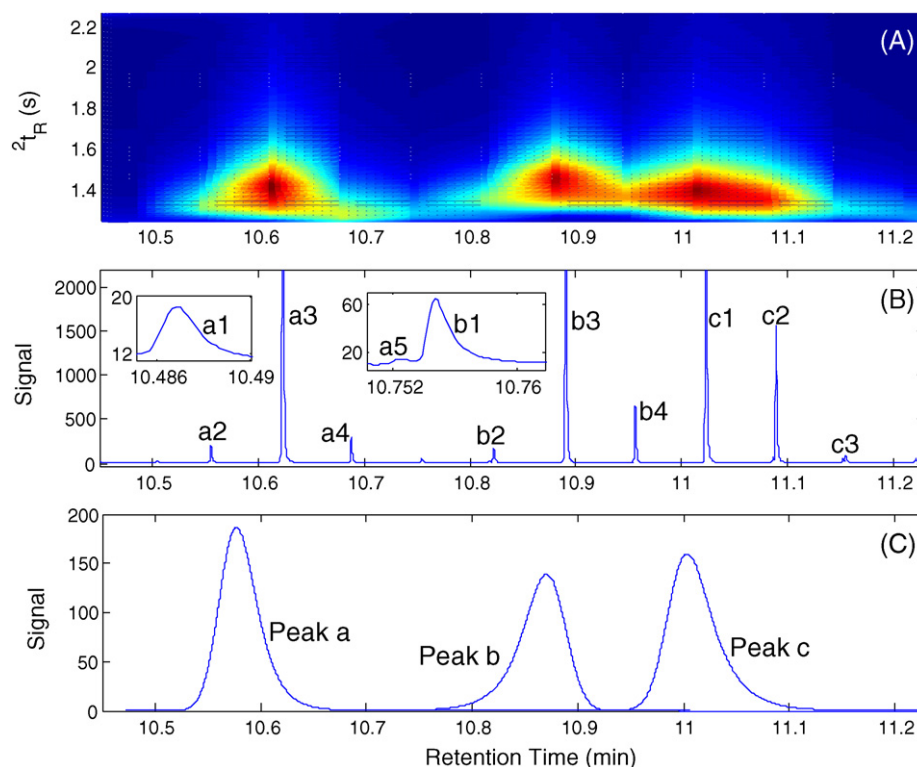 2.2
2
1.8
1.6
1.4
²tR (s)
(A)
10.5 10.6 10.7 10.8 10.9 11 11.1 11.2
2000
1500
1000
500
0
Signal
(B)
20
12
a1
10.486 10.49
a3
60
20
a5
b1
10.752 10.76
b3
c1
c2
a2
a4
b2
b4
c3
10.5 10.6 10.7 10.8 10.9 11 11.1 11.2
200
150
100
50
0
Signal
(C)
Peak a
Peak b
Peak c
10.5 10.6 10.7 10.8 10.9 11 11.1 11.2
Retention Time (min)